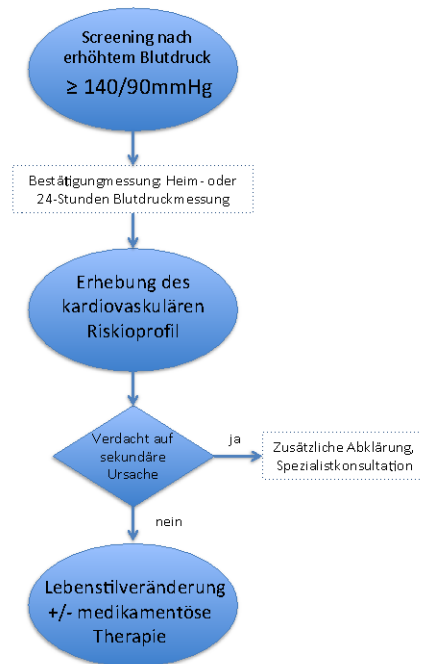 Screening nach
erhöhtem Blutdruck
≥ 140/90mmHg
Bestätigungmessung: Heim- oder
24-Stunden Blutdruckmessung
Erhebung des
kardiovaskulären
Riskioprofil
Verdacht auf
sekundäre
Ursache
ja
Zusätzliche Abklärung,
Spezialistkonsultation
nein
Lebenstilveränderung
+/- medikamentöse
Therapie